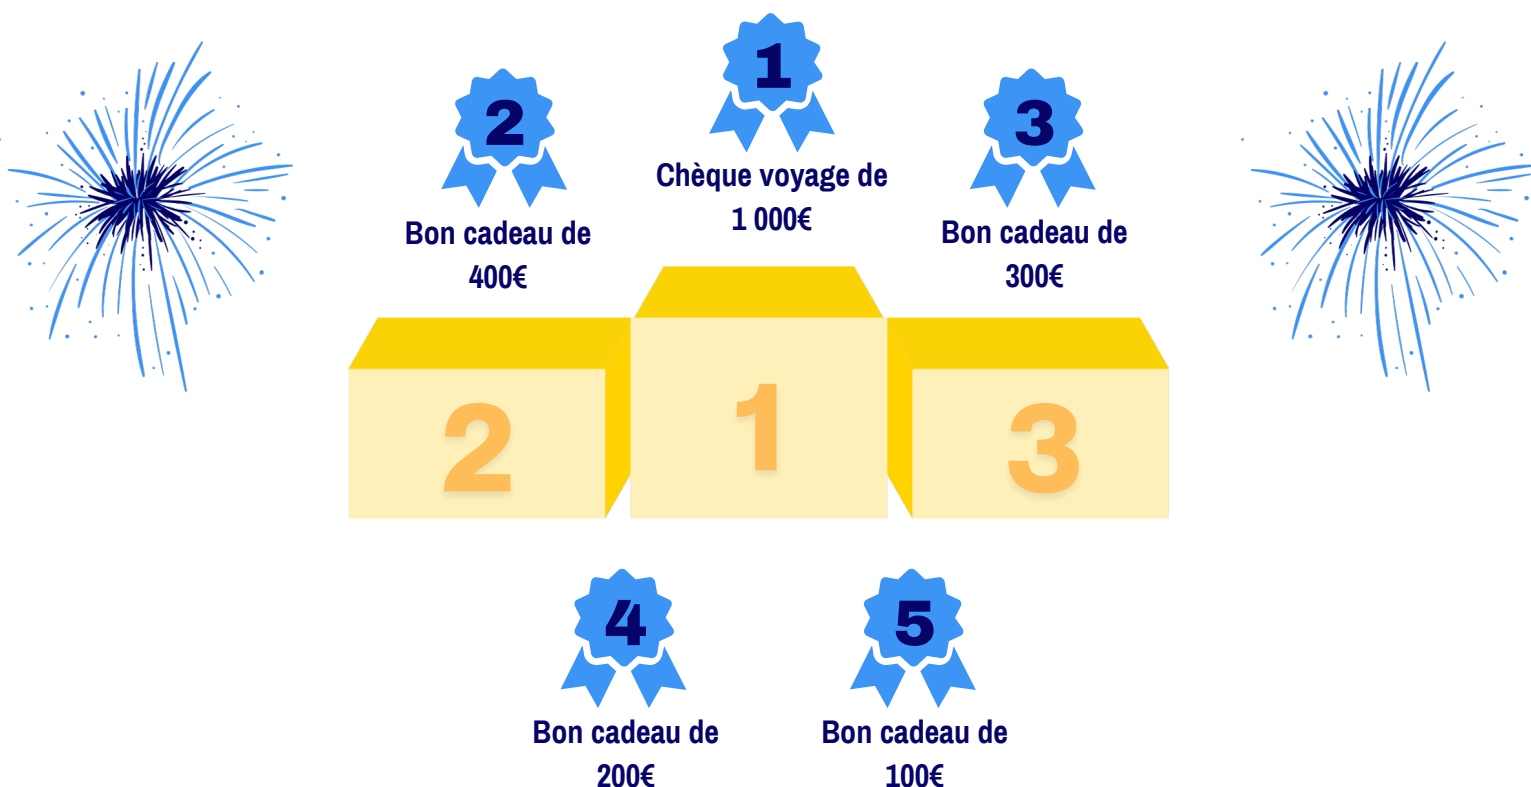 1
Chèque voyage de
1 000€
2
Bon cadeau de
400€
3
Bon cadeau de
300€
2
1
3
4
Bon cadeau de
200€
5
Bon cadeau de
100€